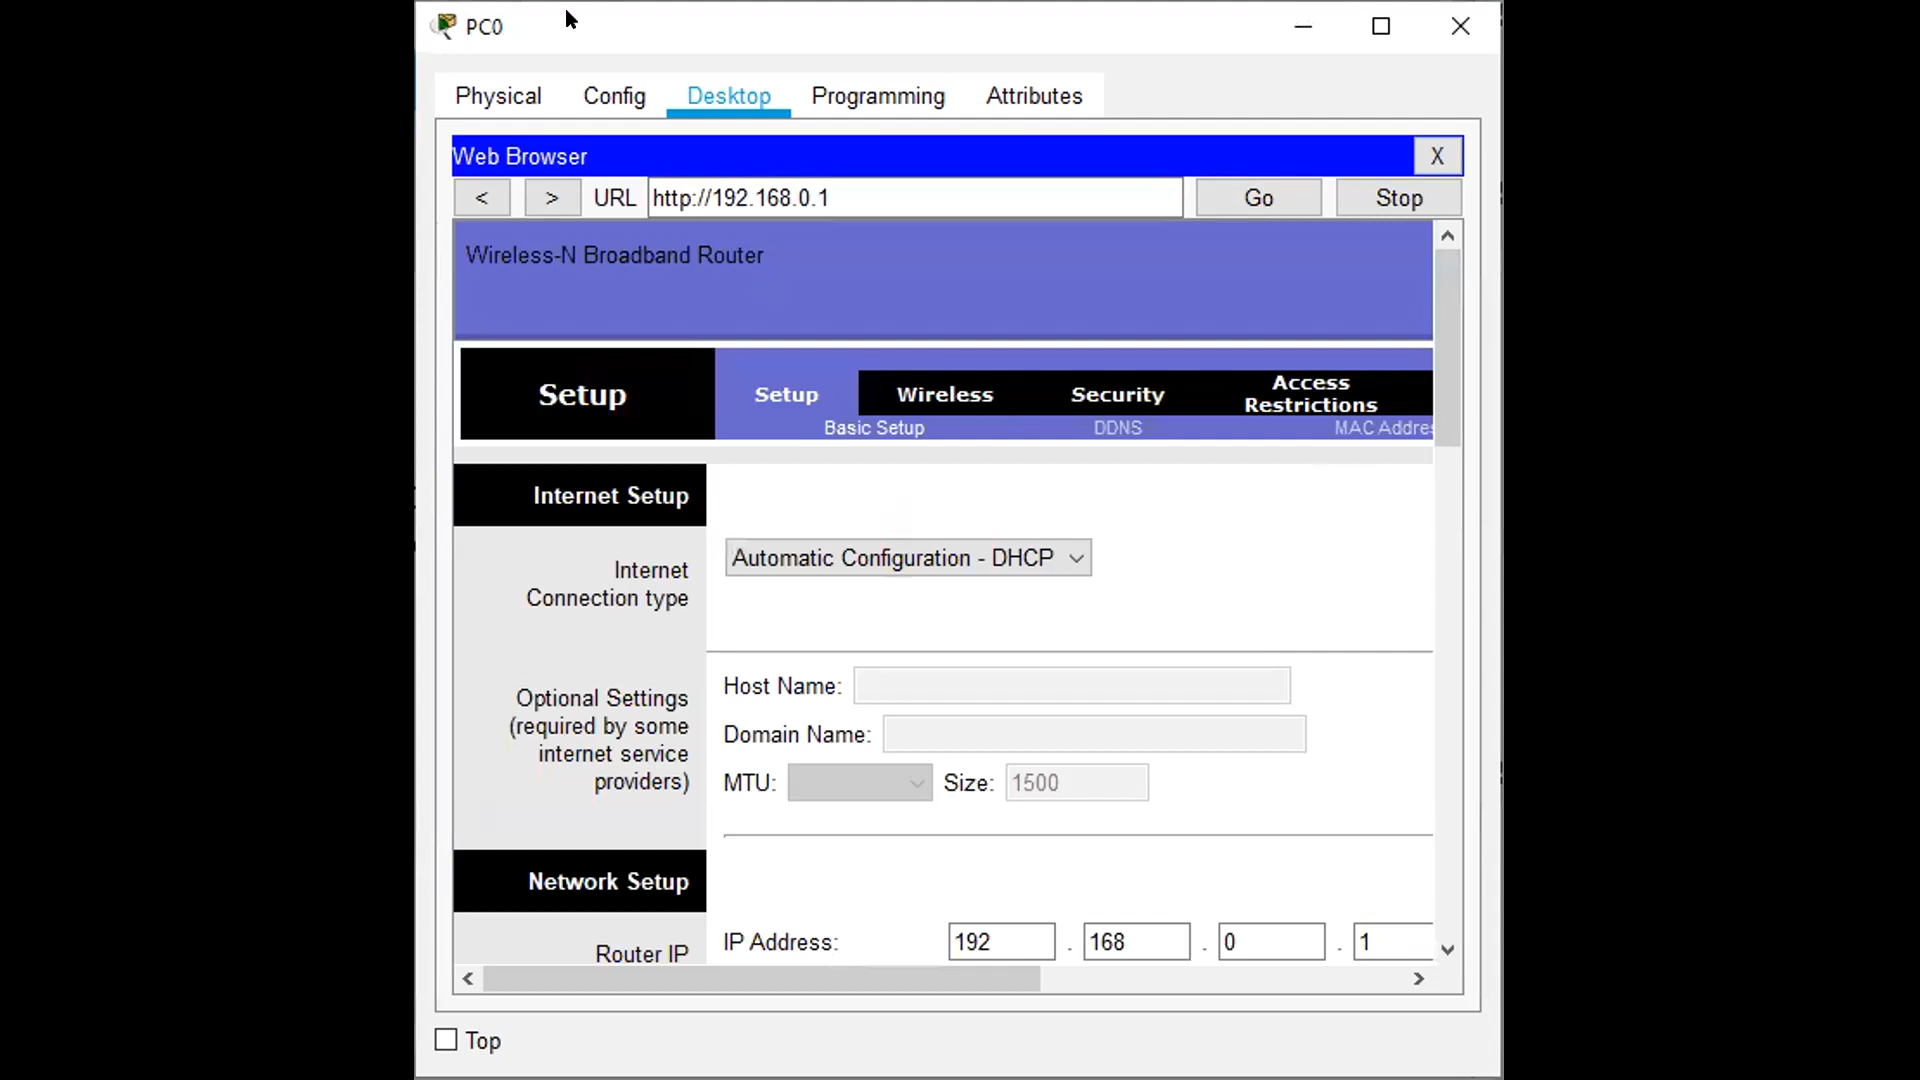 PC0
Physical Config Desktop Programming Attributes
Web Browser X
< > URL http://192.168.0.1 Go Stop
Wireless-N Broadband Router
Setup Setup Wireless Security Access Restrictions
Basic Setup DDNS MAC Addres
Internet Setup
Internet Connection type Automatic Configuration - DHCP
Optional Settings
(required by some
internet service
providers)
Host Name:
Domain Name:
MTU: Size: 1500
Network Setup
Router IP
IP Address: 192 . 168 . 0 . 1
Top